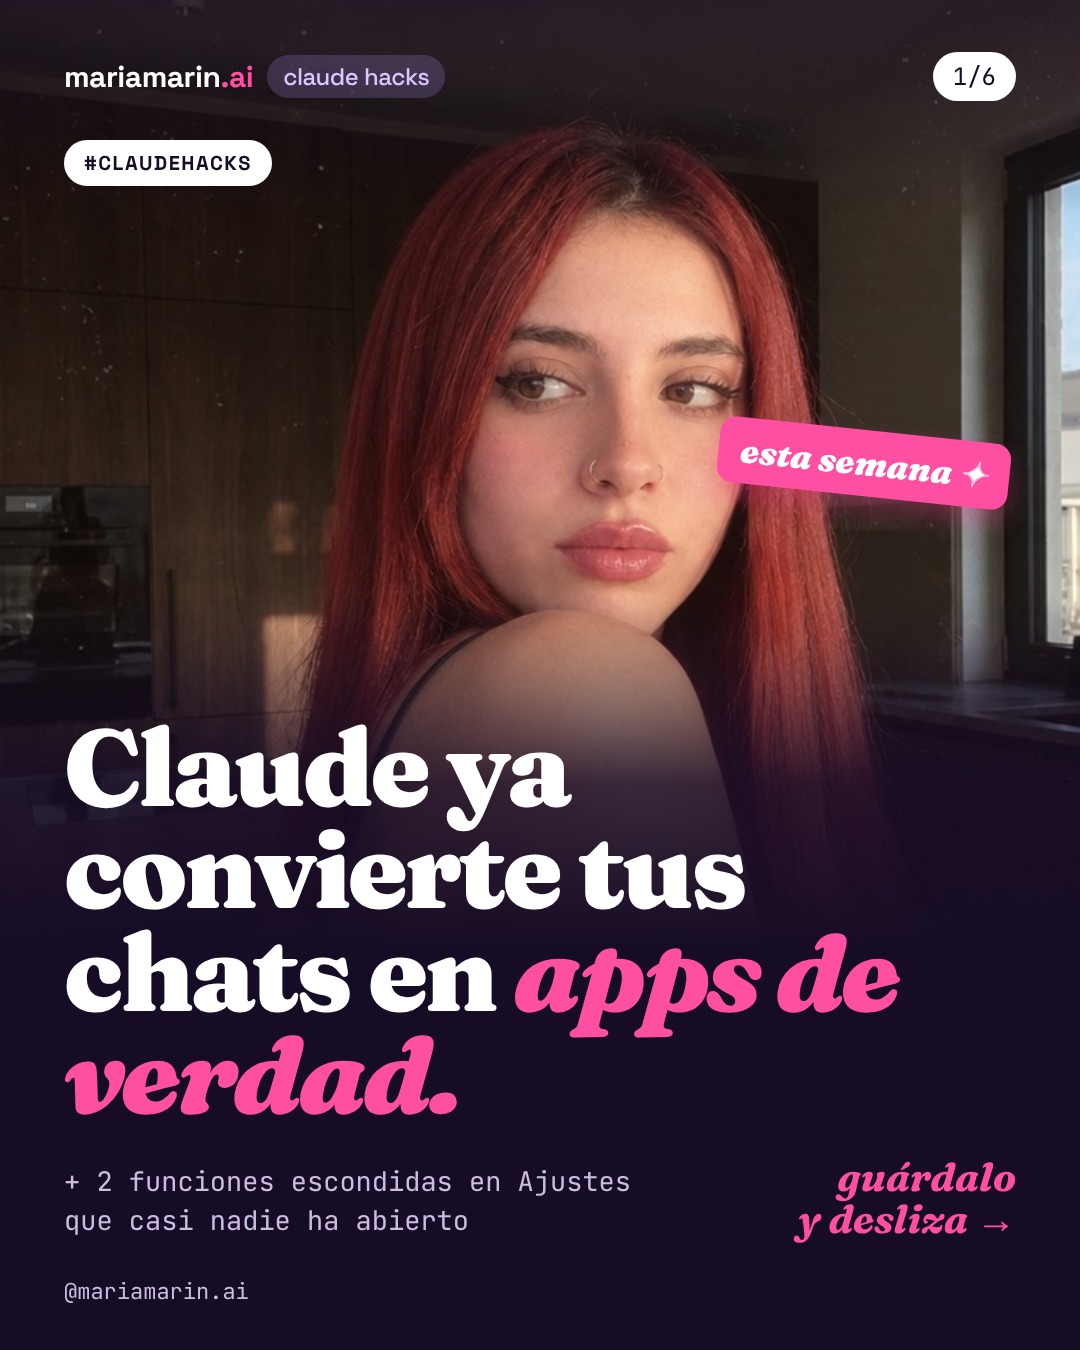 mariamarin.ai claude hacks
1/6
#CLAUDEHACKS
esta semana
Claude ya
convierte tus
chats en apps de
verdad.
+ 2 funciones escondidas en Ajustes
que casi nadie ha abierto
guárdalo
y desliza →
@mariamarin.ai